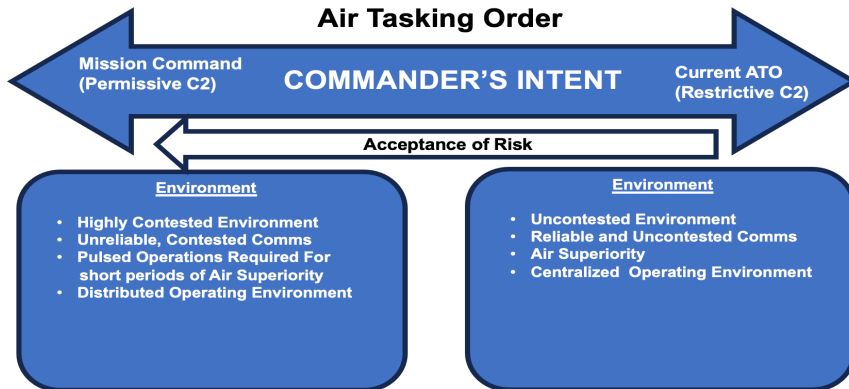 Air Tasking Order
Mission Command
(Permissive C2)
COMMANDER'S INTENT
Current ATO
(Restrictive C2)
Acceptance of Risk
Environment
• Highly Contested Environment
• Unreliable, Contested Comms
• Pulsed Operations Required For
short periods of Air Superiority
• Distributed Operating Environment
Environment
• Uncontested Environment
• Reliable and Uncontested Comms
• Air Superiority
• Centralized Operating Environment